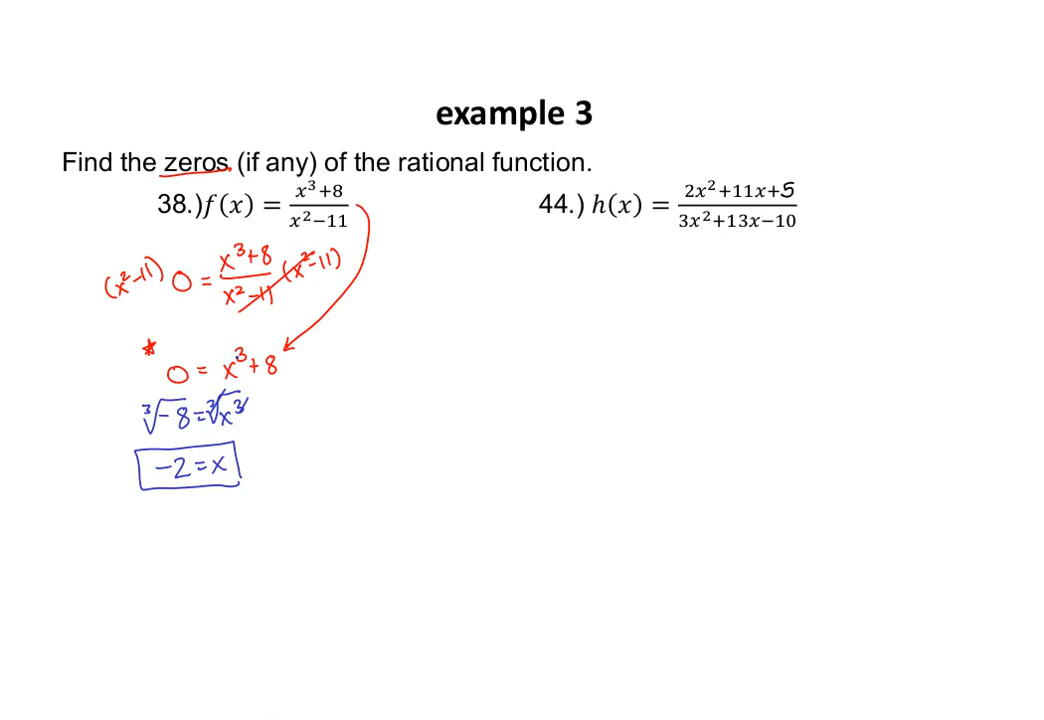 example 3
Find the zeros (if any) of the rational function.
38.) f(x) = (x³+8)/(x²−11)
44.) h(x) = (2x²+11x+5)/(3x²+13x−10)
(x²−11) 0 = (x³+8)/(x²−11) (x²−11)
* 0 = x³+8
∛−8 = ∛x³
−2 = x